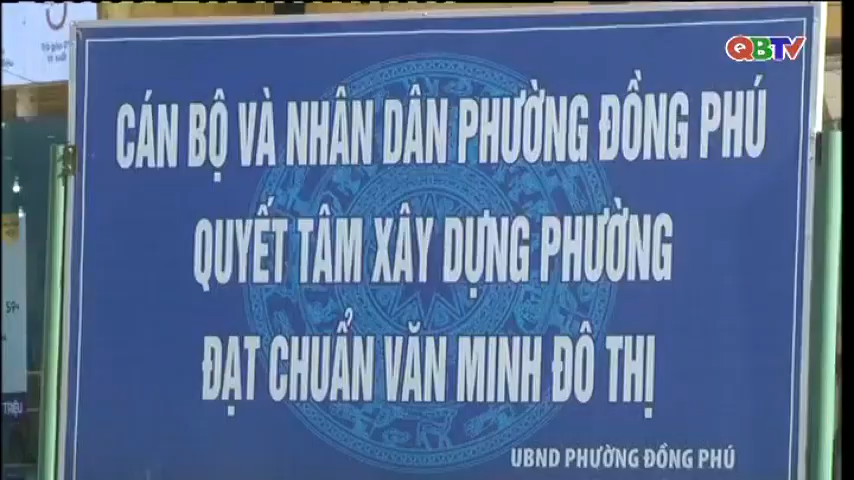 QBTV
CÁN BỘ VÀ NHÂN DÂN PHƯỜNG ĐỒNG PHÚ
QUYẾT TÂM XÂY DỰNG PHƯỜNG
ĐẠT CHUẨN VĂN MINH ĐÔ THỊ
UBND PHƯỜNG ĐỒNG PHÚ
TRIỆU